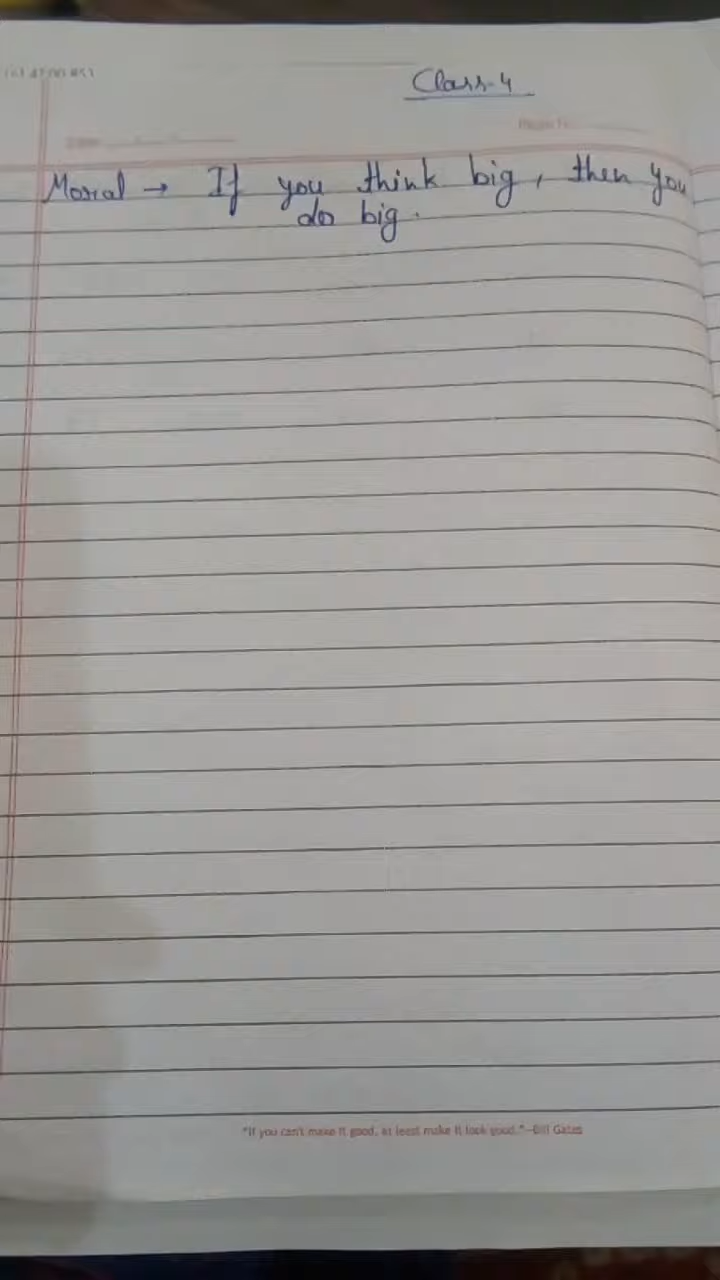 Class-4
Moral → If you think big, then you
do big.
"If you can't make it good, at least make it look good."–Bill Gates